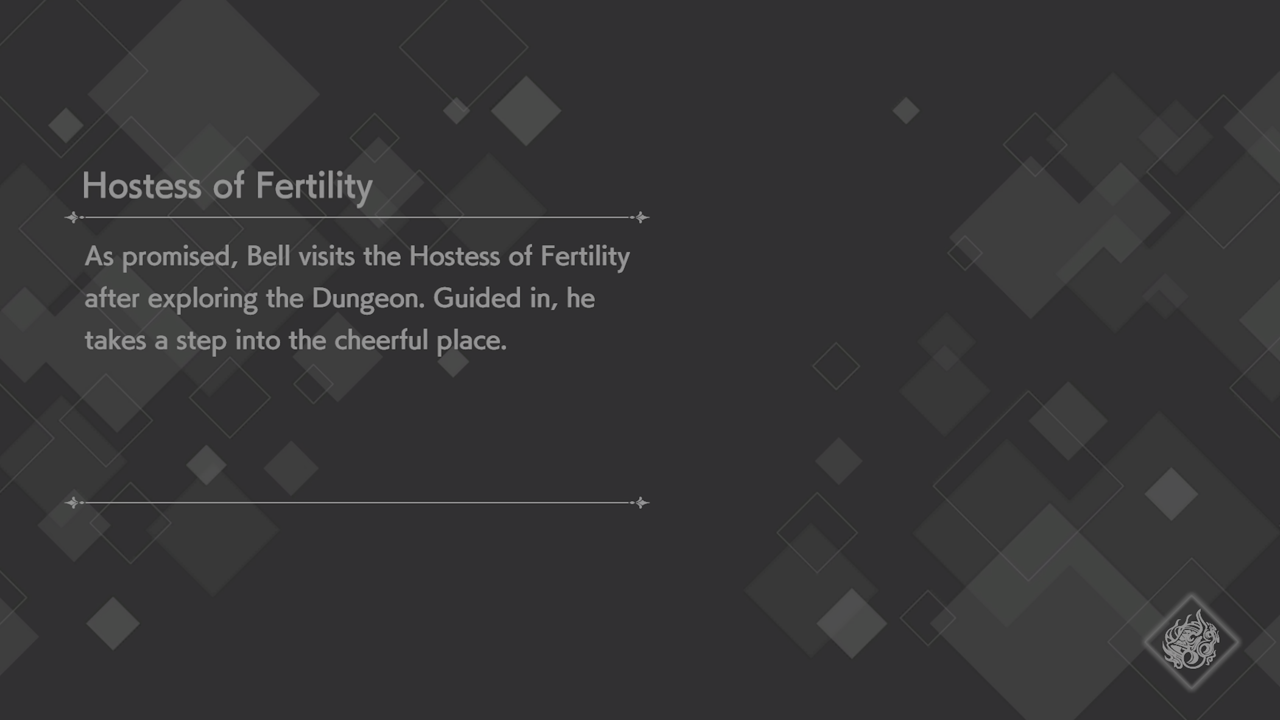 Hostess of Fertility
As promised, Bell visits the Hostess of Fertility
after exploring the Dungeon. Guided in, he
takes a step into the cheerful place.